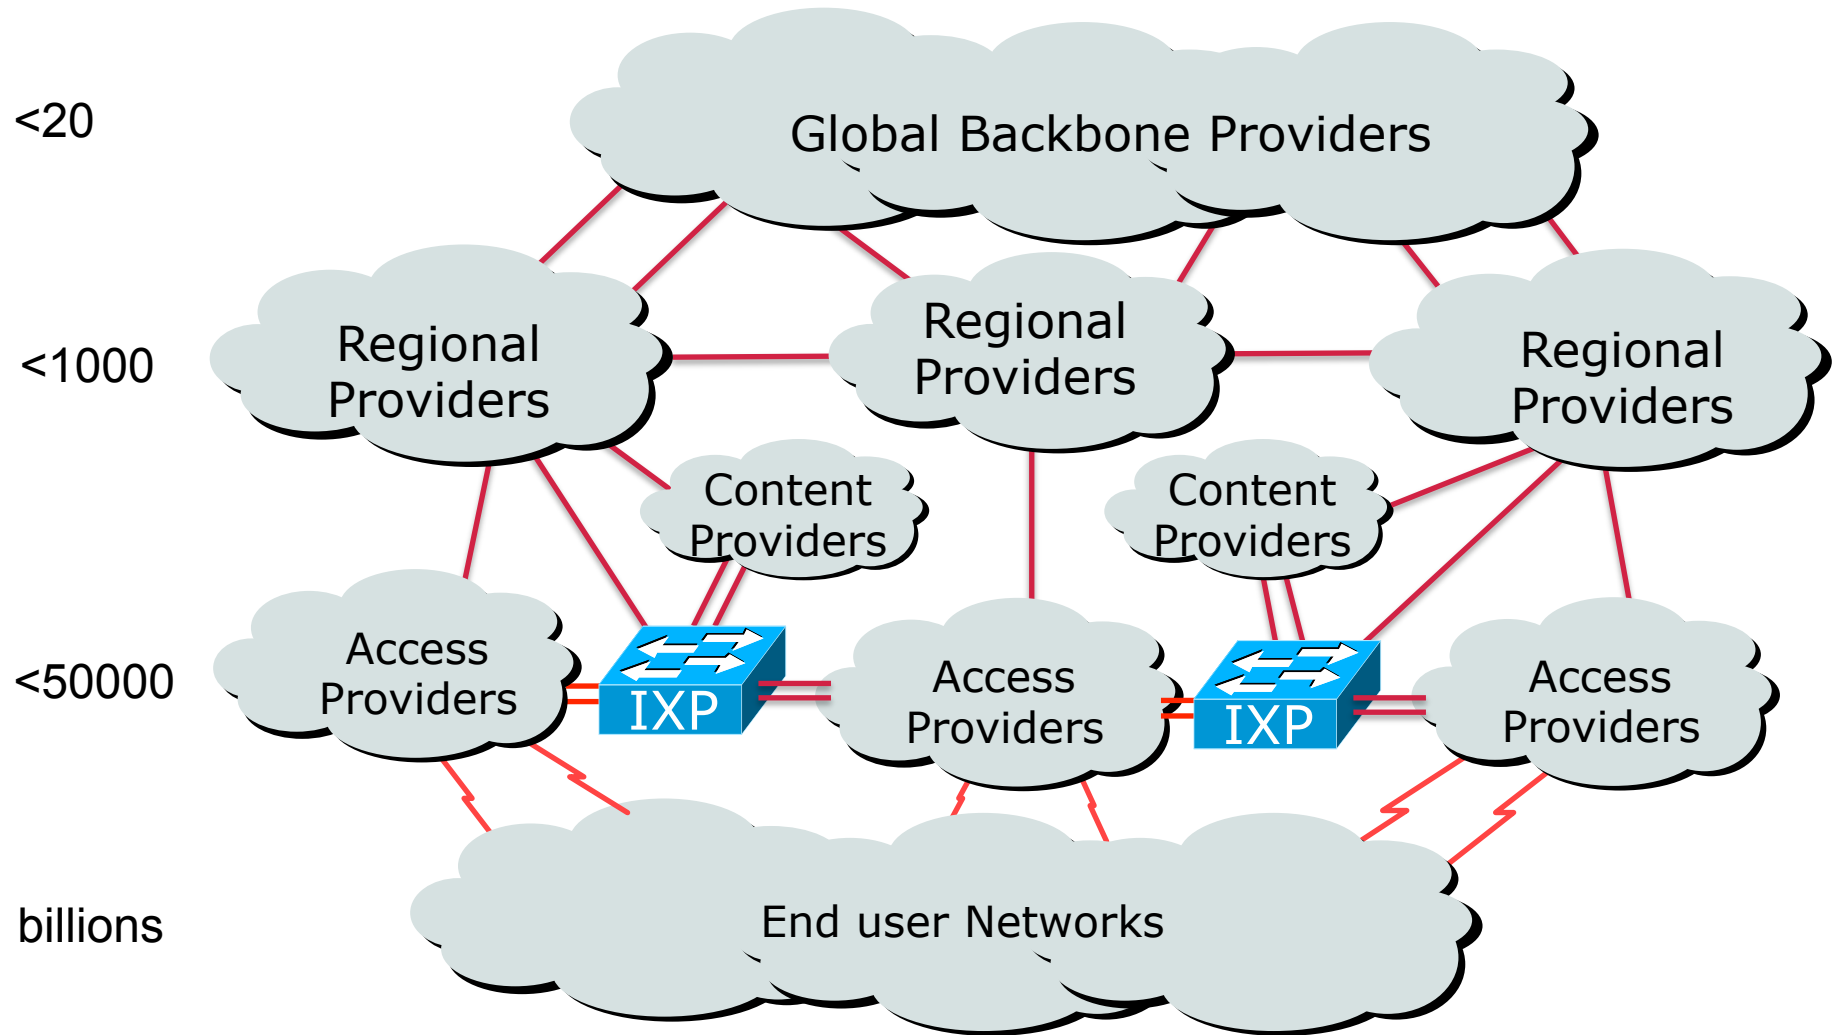 <20
Global Backbone Providers
<1000
Regional
Providers
Regional
Providers
Regional
Providers
Content
Providers
Content
Providers
<50000
Access
Providers
IXP
Access
Providers
IXP
Access
Providers
billions
End user Networks